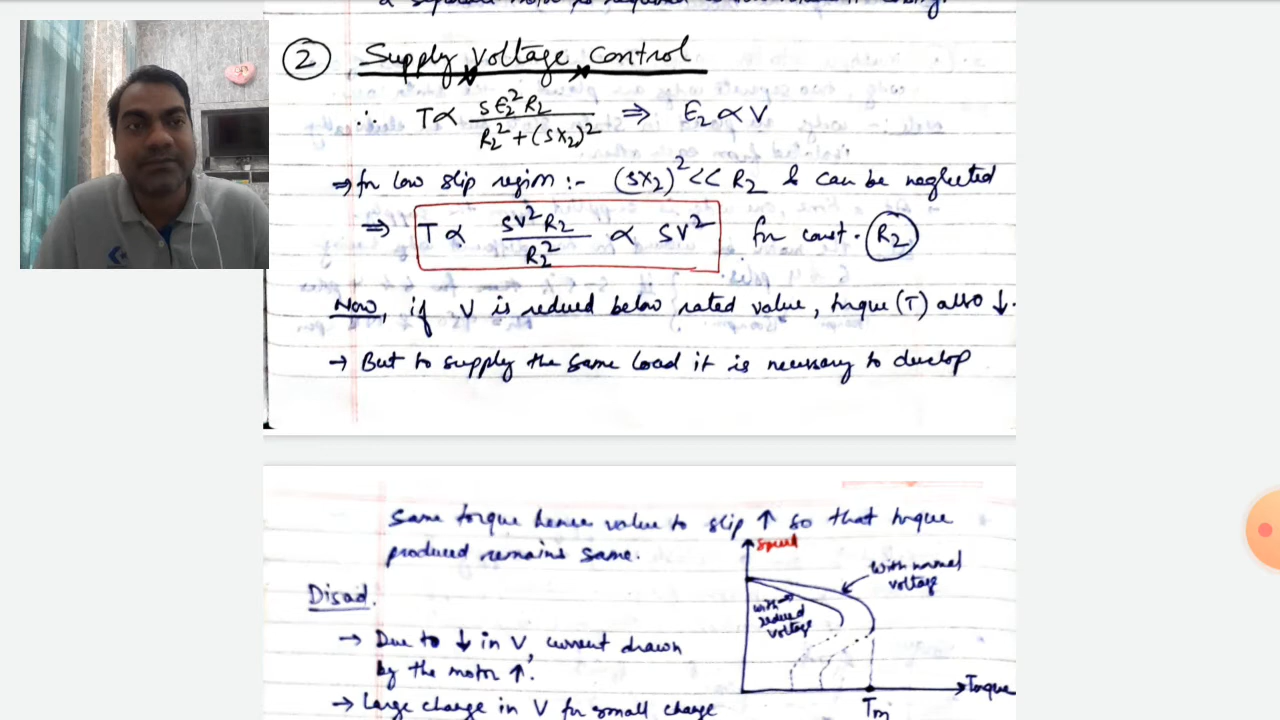 a separate motor is required
② Supply Voltage Control
∴ T ∝ SE₂²R₂ / R₂² + (SX₂)² ⇒ E₂ ∝ V
⇒ for low slip region :- (SX₂)² << R₂ & can be neglected
⇒ T ∝ SV²R₂ / R₂² ∝ SV² for const. R₂
Now, if V is reduced below rated value, torque (T) also ↓.
→ But to supply the same load it is necessary to develop
same torque hence value to slip ↑ so that torque
produced remains same.
Speed
with normal
voltage
with
reduced
voltage
Torque
Tm
Disad.
→ Due to ↓ in V, current drawn
by the motor ↑.
→ Large change in V for small change